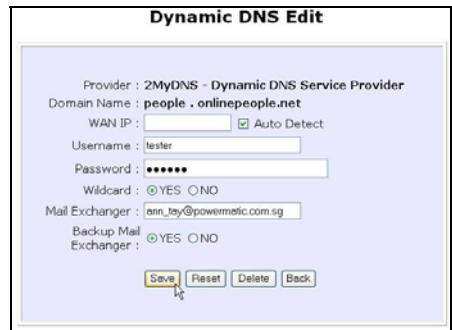 Dynamic DNS Edit
Provider : 2MyDNS - Dynamic DNS Service Provider
Domain Name : people . onlinepeople.net
WAN IP : Auto Detect
Username : tester
Password : ••••••
Wildcard : YES NO
Mail Exchanger : ann_tay@powermatic.com.sg
Backup Mail Exchanger : YES NO
Save Reset Delete Back